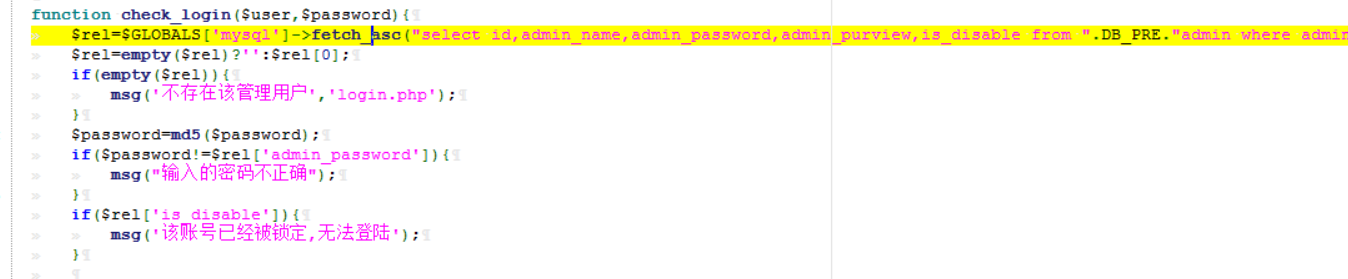 function check_login($user,$password){
$rel=$GLOBALS['mysql']->fetch_asc("select id,admin_name,admin_password,admin_purview,is_disable from ".DB_PRE."admin where admin
$rel=empty($rel)?'':$rel[0];
if(empty($rel)){
msg('不存在该管理用户','login.php');
}
$password=md5($password);
if($password!=$rel['admin_password']){
msg("输入的密码不正确");
}
if($rel['is_disable']){
msg('该账号已经被锁定,无法登陆');
}